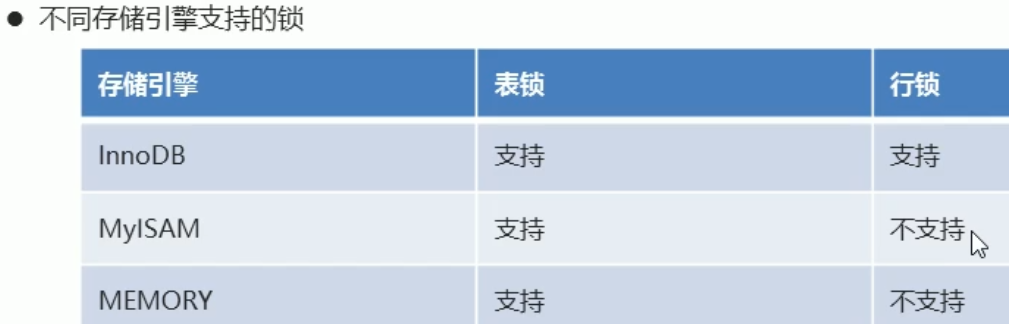 ● 不同存储引擎支持的锁
存储引擎 表锁 行锁
InnoDB 支持 支持
MyISAM 支持 不支持
MEMORY 支持 不支持